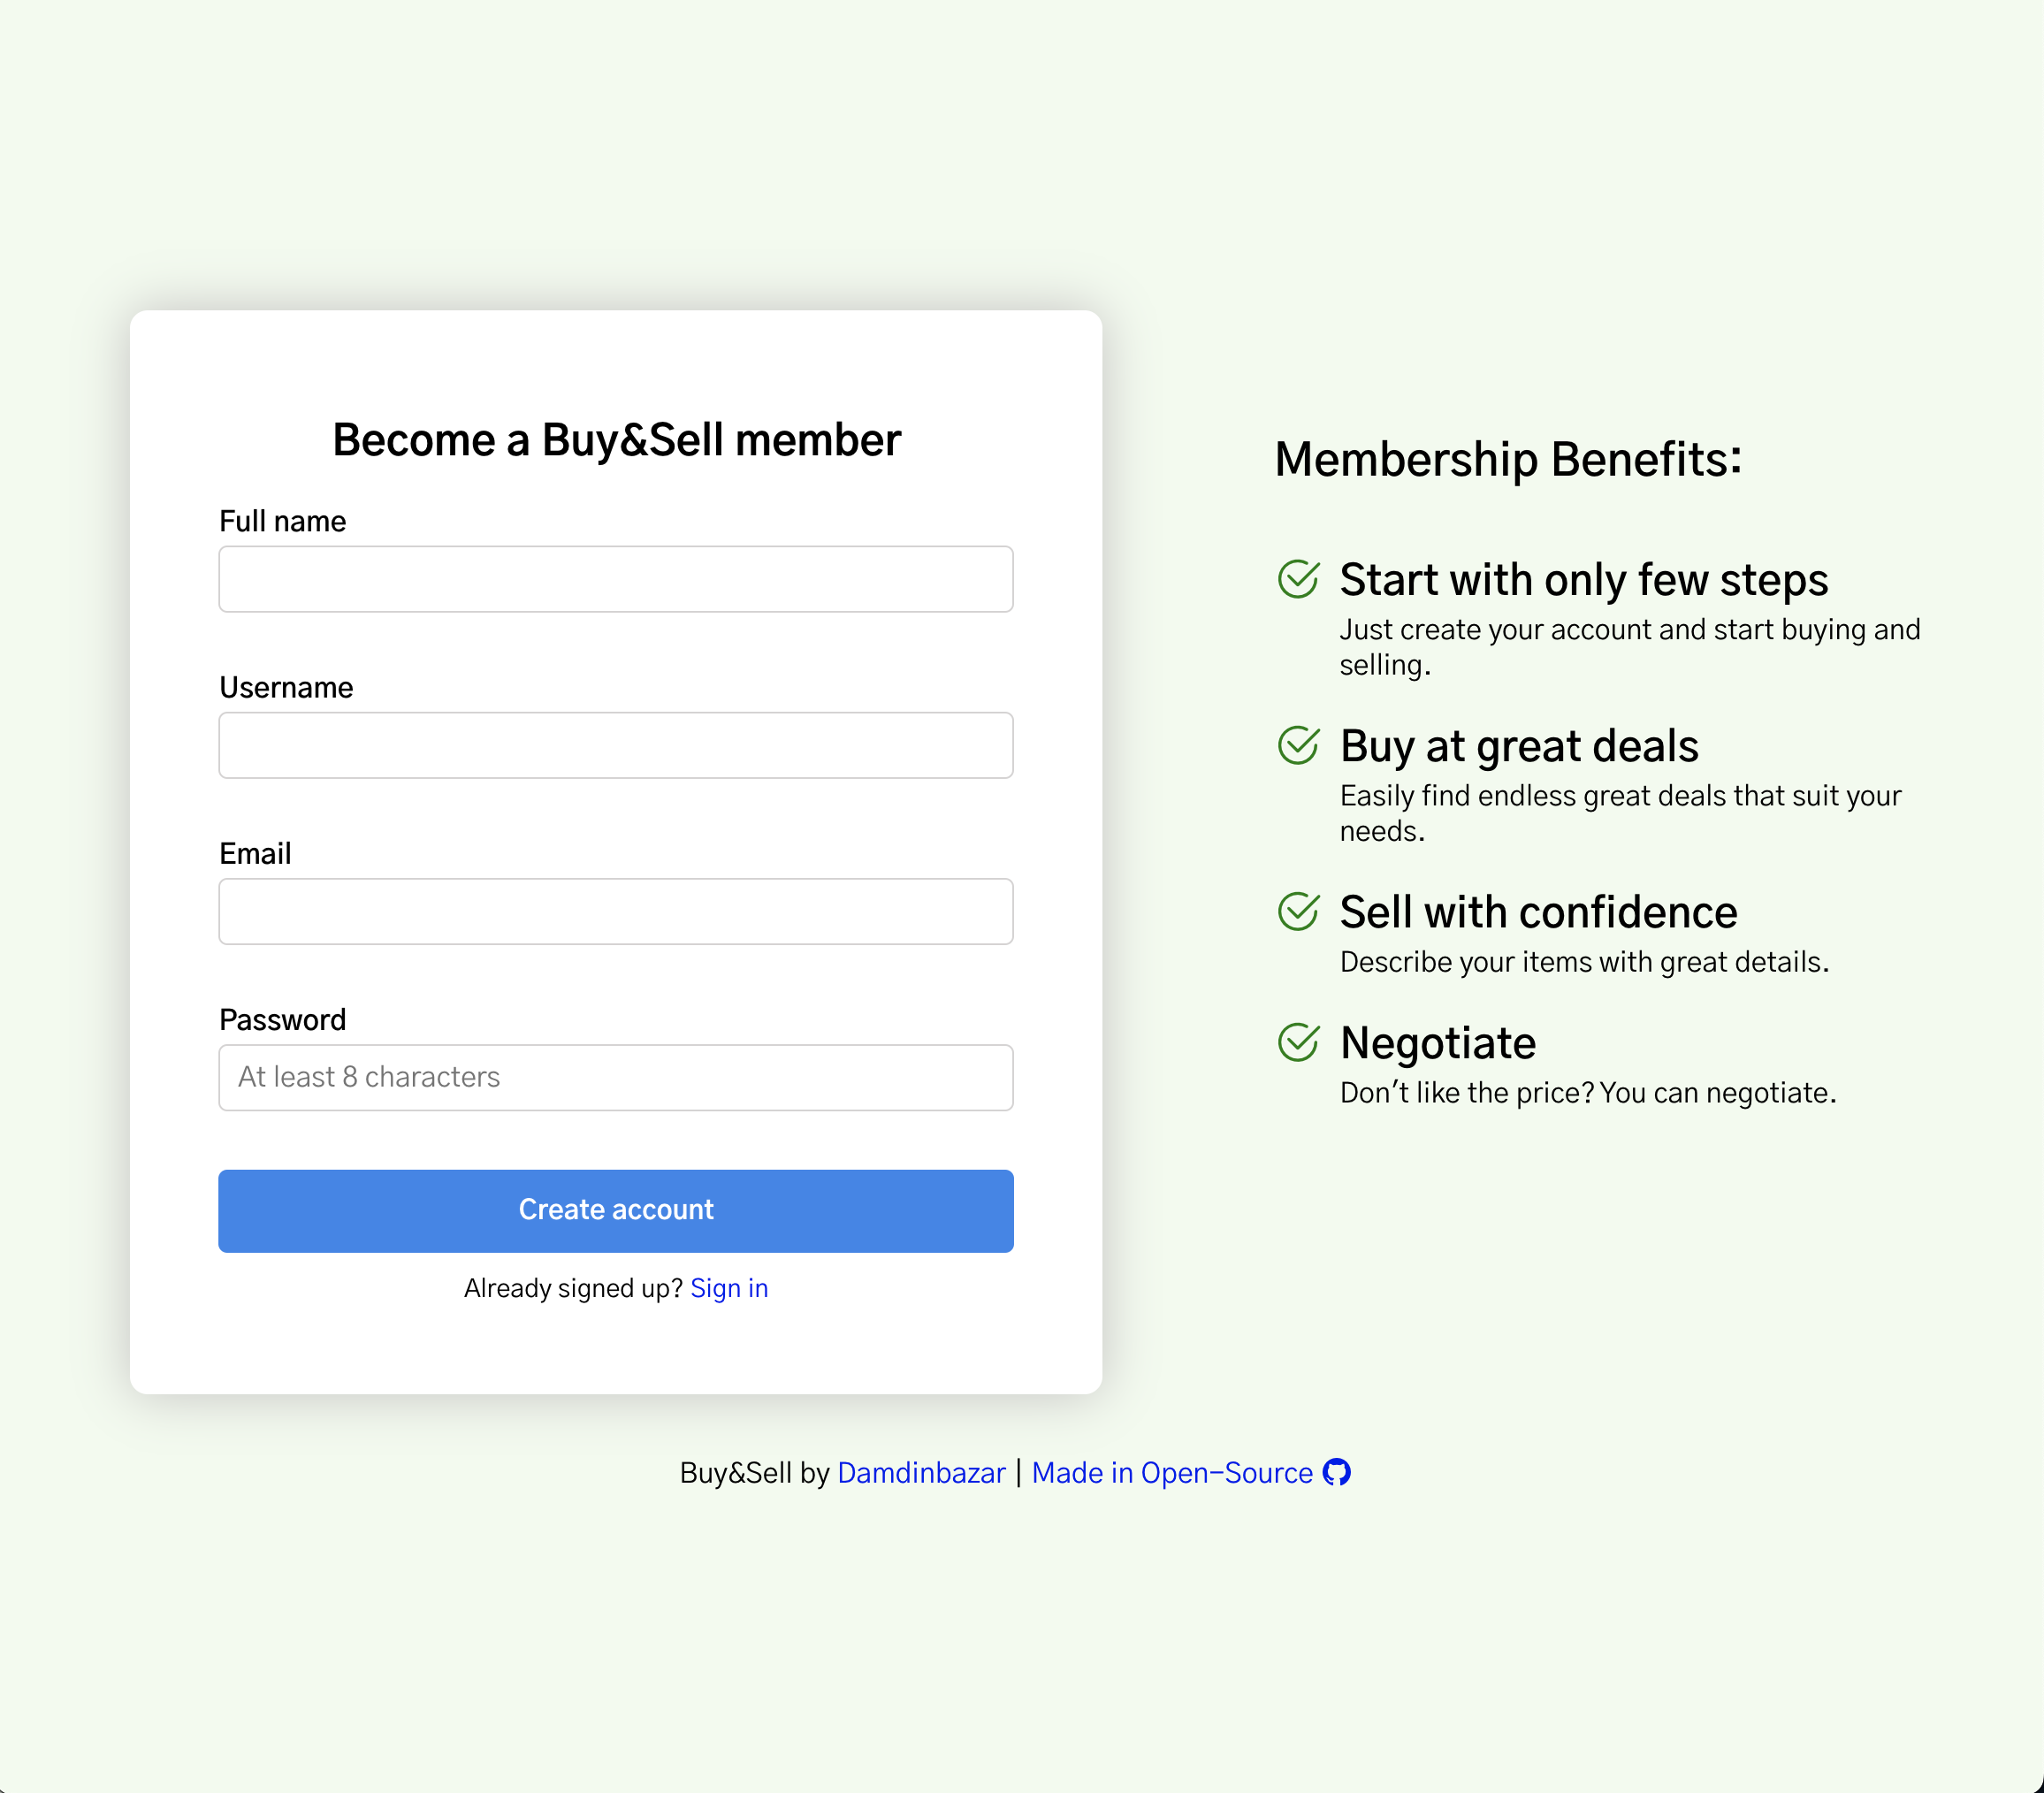 Become a Buy&Sell member
Full name
Username
Email
Password
At least 8 characters
Create account
Already signed up? Sign in
Membership Benefits:
Start with only few steps
Just create your account and start buying and
selling.
Buy at great deals
Easily find endless great deals that suit your
needs.
Sell with confidence
Describe your items with great details.
Negotiate
Don't like the price? You can negotiate.
Buy&Sell by Damdinbazar | Made in Open-Source